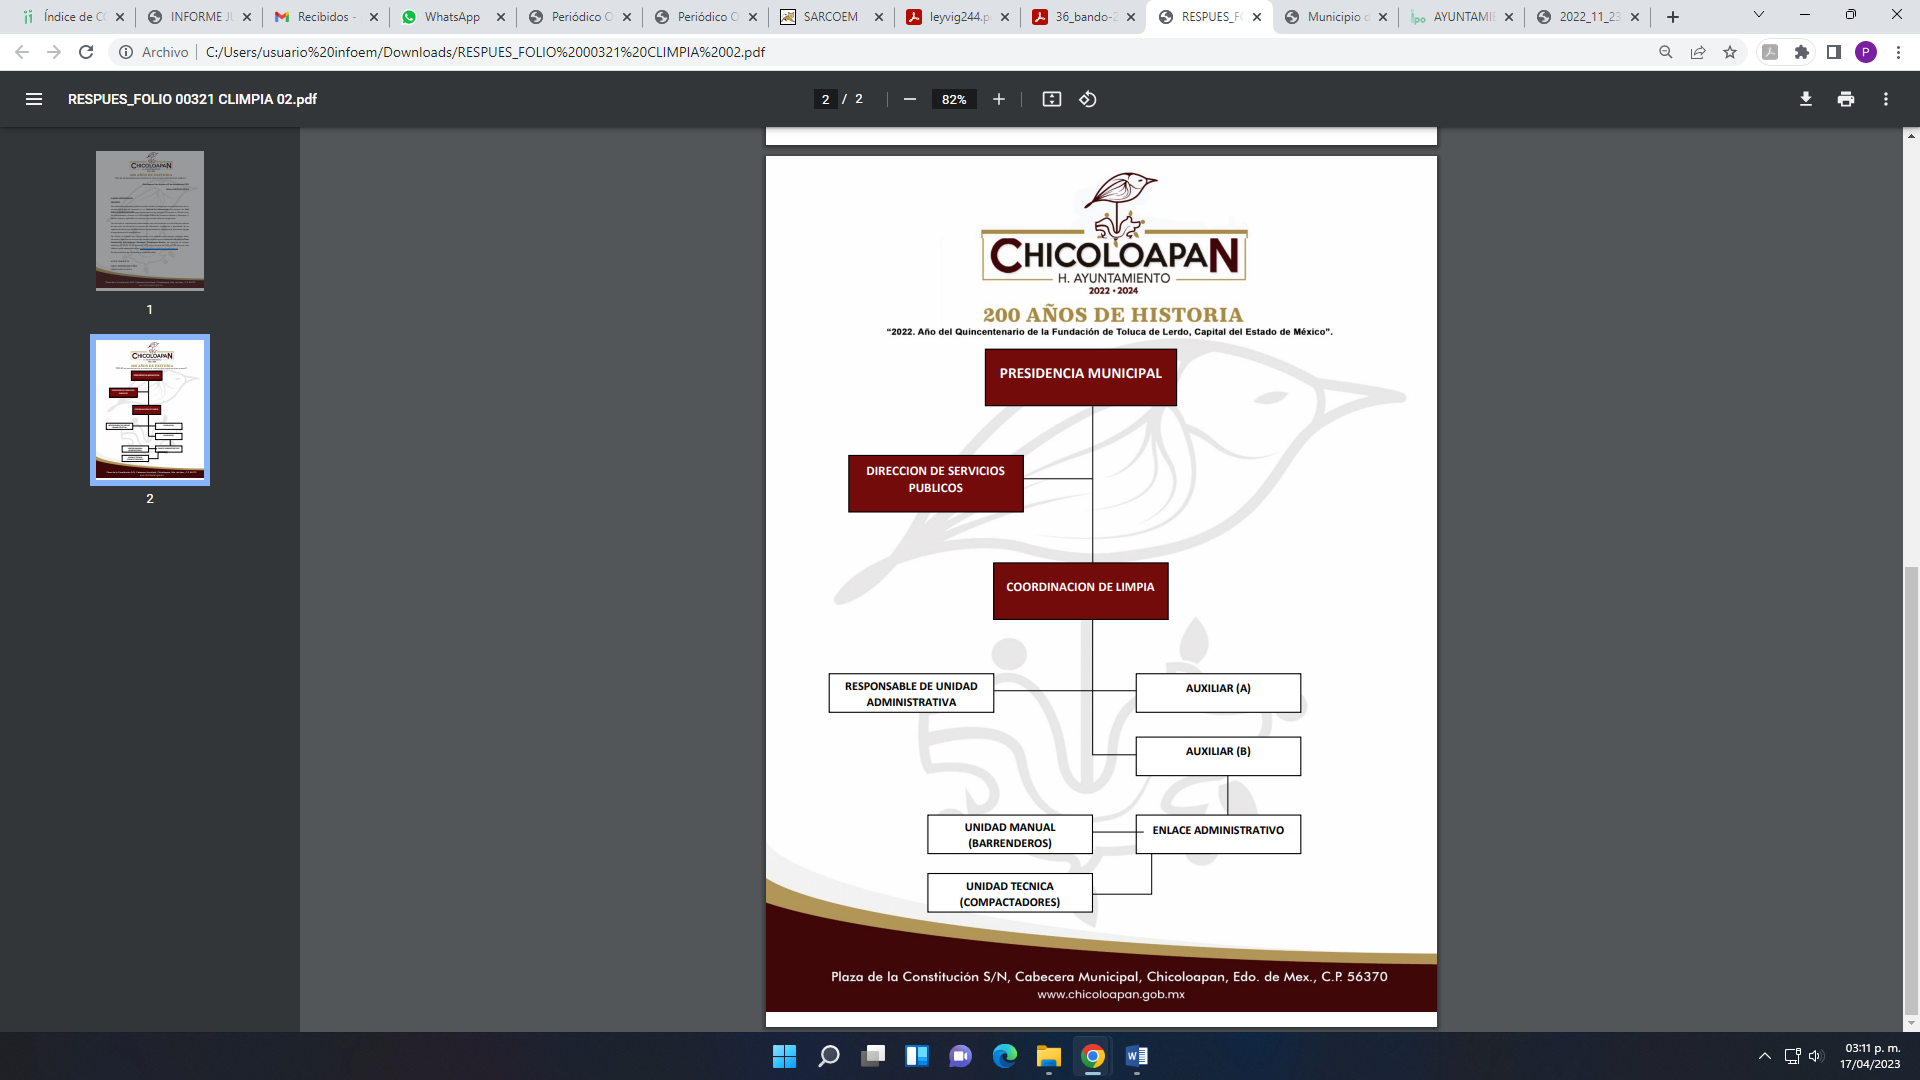 Índice de CO
INFORME JU
Recibidos -
WhatsApp
Periódico O
Periódico O
SARCOEM
leyvig244.p
36_bando-2
RESPUES_FO
Municipio d
AYUNTAMIE
2022_11_23
Archivo
C:/Users/usuario%20infoem/Downloads/RESPUES_FOLIO%2000321%20CLIMPIA%2002.pdf
P
RESPUES_FOLIO 00321 CLIMPIA 02.pdf
2 / 2
82%
1
2
CHICOLOAPAN
H. AYUNTAMIENTO
2022 • 2024
200 AÑOS DE HISTORIA
“2022. Año del Quincentenario de la Fundación de Toluca de Lerdo, Capital del Estado de México”.
PRESIDENCIA MUNICIPAL
DIRECCION DE SERVICIOS
PUBLICOS
COORDINACION DE LIMPIA
RESPONSABLE DE UNIDAD
ADMINISTRATIVA
AUXILIAR (A)
AUXILIAR (B)
UNIDAD MANUAL
(BARRENDEROS)
ENLACE ADMINISTRATIVO
UNIDAD TECNICA
(COMPACTADORES)
Plaza de la Constitución S/N, Cabecera Municipal, Chicoloapan, Edo. de Mex., C.P. 56370
www.chicoloapan.gob.mx
03:11 p. m.
17/04/2023